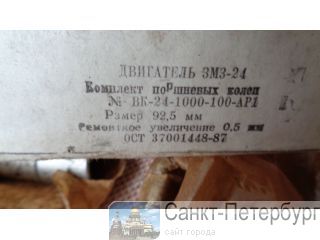 ДВИГАТЕЛЬ ЗМЗ-24
Комплект поршневых колец
№ ВК-24-1000-100-АР1
Размер 92,5 мм
Ремонтное увеличение 0,5 мм
ОСТ 37001448-87
Санкт-Петербург
сайт города